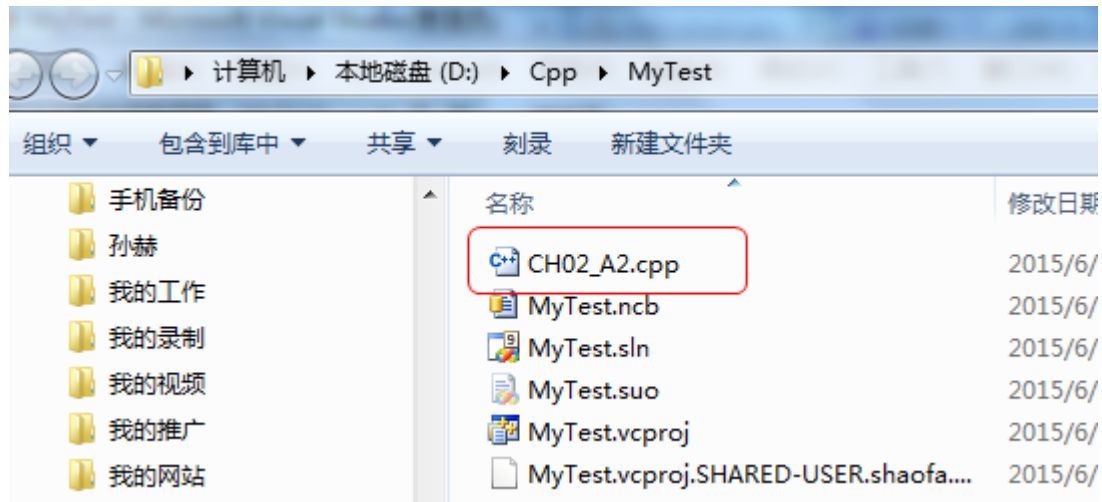 MyTest - Microsoft Visual Studio
计算机 ▸ 本地磁盘 (D:) ▸ Cpp ▸ MyTest
组织 包含到库中 共享 刻录 新建文件夹
手机备份
孙赫
我的工作
我的录制
我的视频
我的推广
我的网站
名称 修改日期
CH02_A2.cpp 2015/6/
MyTest.ncb 2015/6/
MyTest.sln 2015/6/
MyTest.suo 2015/6/
MyTest.vcproj 2015/6/
MyTest.vcproj.SHARED-USER.shaofa.... 2015/6/